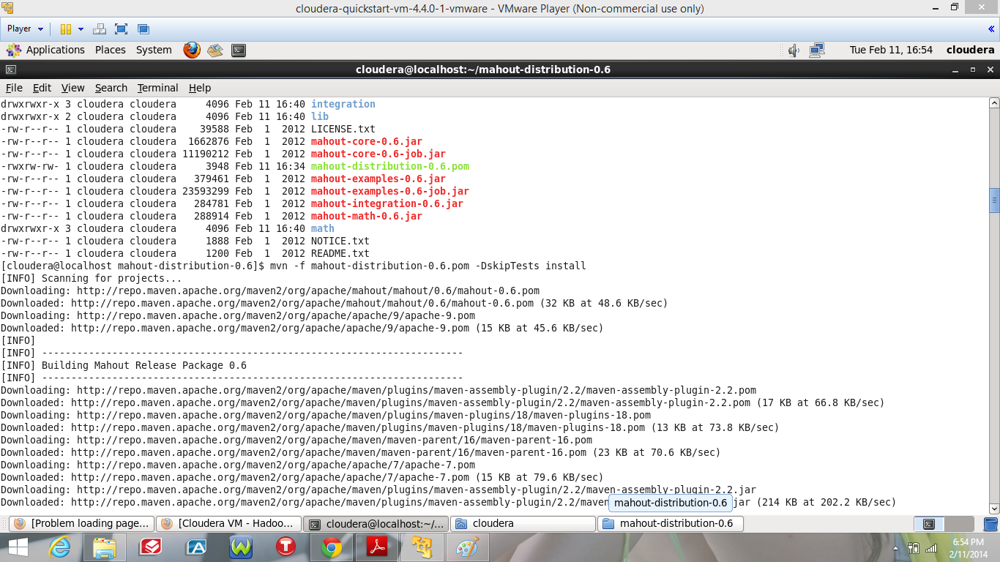 cloudera-quickstart-vm-4.4.0-1-vmware - VMware Player (Non-commercial use only)
Player
Applications Places System Tue Feb 11, 16:54 cloudera
cloudera@localhost:~/mahout-distribution-0.6
File Edit View Search Terminal Help
drwxrwxr-x 3 cloudera cloudera     4096 Feb 11 16:40 integration
drwxrwxr-x 2 cloudera cloudera     4096 Feb 11 16:40 lib
-rw-r--r-- 1 cloudera cloudera    39588 Feb  1  2012 LICENSE.txt
-rw-r--r-- 1 cloudera cloudera  1662876 Feb  1  2012 mahout-core-0.6.jar
-rw-r--r-- 1 cloudera cloudera 11190212 Feb  1  2012 mahout-core-0.6-job.jar
-rwxrw-rw- 1 cloudera cloudera     3948 Feb 11 16:34 mahout-distribution-0.6.pom
-rw-r--r-- 1 cloudera cloudera   379461 Feb  1  2012 mahout-examples-0.6.jar
-rw-r--r-- 1 cloudera cloudera 23593299 Feb  1  2012 mahout-examples-0.6-job.jar
-rw-r--r-- 1 cloudera cloudera   284781 Feb  1  2012 mahout-integration-0.6.jar
-rw-r--r-- 1 cloudera cloudera   288914 Feb  1  2012 mahout-math-0.6.jar
drwxrwxr-x 3 cloudera cloudera     4096 Feb 11 16:40 math
-rw-r--r-- 1 cloudera cloudera     1888 Feb  1  2012 NOTICE.txt
-rw-r--r-- 1 cloudera cloudera     1200 Feb  1  2012 README.txt
[cloudera@localhost mahout-distribution-0.6]$ mvn -f mahout-distribution-0.6.pom -DskipTests install
[INFO] Scanning for projects...
Downloading: http://repo.maven.apache.org/maven2/org/apache/mahout/mahout/0.6/mahout-0.6.pom
Downloaded: http://repo.maven.apache.org/maven2/org/apache/mahout/mahout/0.6/mahout-0.6.pom (32 KB at 48.6 KB/sec)
Downloading: http://repo.maven.apache.org/maven2/org/apache/apache/9/apache-9.pom
Downloaded: http://repo.maven.apache.org/maven2/org/apache/apache/9/apache-9.pom (15 KB at 45.6 KB/sec)
[INFO]
[INFO] ------------------------------------------------------------------------
[INFO] Building Mahout Release Package 0.6
[INFO] ------------------------------------------------------------------------
Downloading: http://repo.maven.apache.org/maven2/org/apache/maven/plugins/maven-assembly-plugin/2.2/maven-assembly-plugin-2.2.pom
Downloaded: http://repo.maven.apache.org/maven2/org/apache/maven/plugins/maven-assembly-plugin/2.2/maven-assembly-plugin-2.2.pom (17 KB at 66.8 KB/sec)
Downloading: http://repo.maven.apache.org/maven2/org/apache/maven/plugins/maven-plugins/18/maven-plugins-18.pom
Downloaded: http://repo.maven.apache.org/maven2/org/apache/maven/plugins/maven-plugins/18/maven-plugins-18.pom (13 KB at 73.8 KB/sec)
Downloading: http://repo.maven.apache.org/maven2/org/apache/maven/maven-parent/16/maven-parent-16.pom
Downloaded: http://repo.maven.apache.org/maven2/org/apache/maven/maven-parent/16/maven-parent-16.pom (23 KB at 70.6 KB/sec)
Downloading: http://repo.maven.apache.org/maven2/org/apache/apache/7/apache-7.pom
Downloaded: http://repo.maven.apache.org/maven2/org/apache/apache/7/apache-7.pom (15 KB at 79.6 KB/sec)
Downloading: http://repo.maven.apache.org/maven2/org/apache/maven/plugins/maven-assembly-plugin/2.2/maven-assembly-plugin-2.2.jar
Downloaded: http://repo.maven.apache.org/maven2/org/apache/maven/plugins/maven-assembly-plugin/2.2/maven jar (214 KB at 202.2 KB/sec)
mahout-distribution-0.6
[Problem loading page... [Cloudera VM - Hadoo... cloudera@localhost:~/... cloudera mahout-distribution-0.6
6:54 PM
2/11/2014